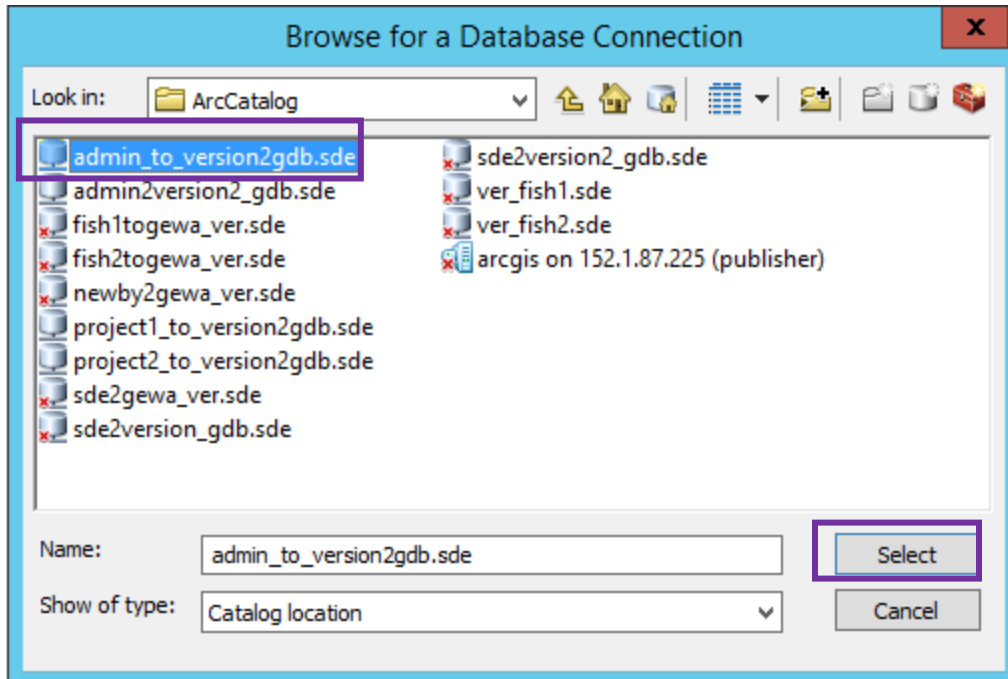 Browse for a Database Connection
x
Look in:
ArcCatalog
admin_to_version2gdb.sde
admin2version2_gdb.sde
fish1togewa_ver.sde
fish2togewa_ver.sde
newby2gewa_ver.sde
project1_to_version2gdb.sde
project2_to_version2gdb.sde
sde2gewa_ver.sde
sde2version_gdb.sde
sde2version2_gdb.sde
ver_fish1.sde
ver_fish2.sde
arcgis on 152.1.87.225 (publisher)
Name:
admin_to_version2gdb.sde
Select
Show of type:
Catalog location
Cancel